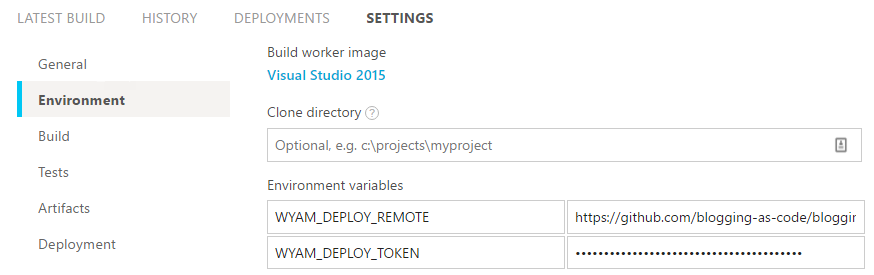 LATEST BUILD HISTORY DEPLOYMENTS SETTINGS
General
Environment
Build
Tests
Artifacts
Deployment
Build worker image
Visual Studio 2015
Clone directory ?
Optional, e.g. c:\projects\myproject
Environment variables
WYAM_DEPLOY_REMOTE https://github.com/blogging-as-code/bloggin
WYAM_DEPLOY_TOKEN ••••••••••••••••••••••••••••••••••••••••